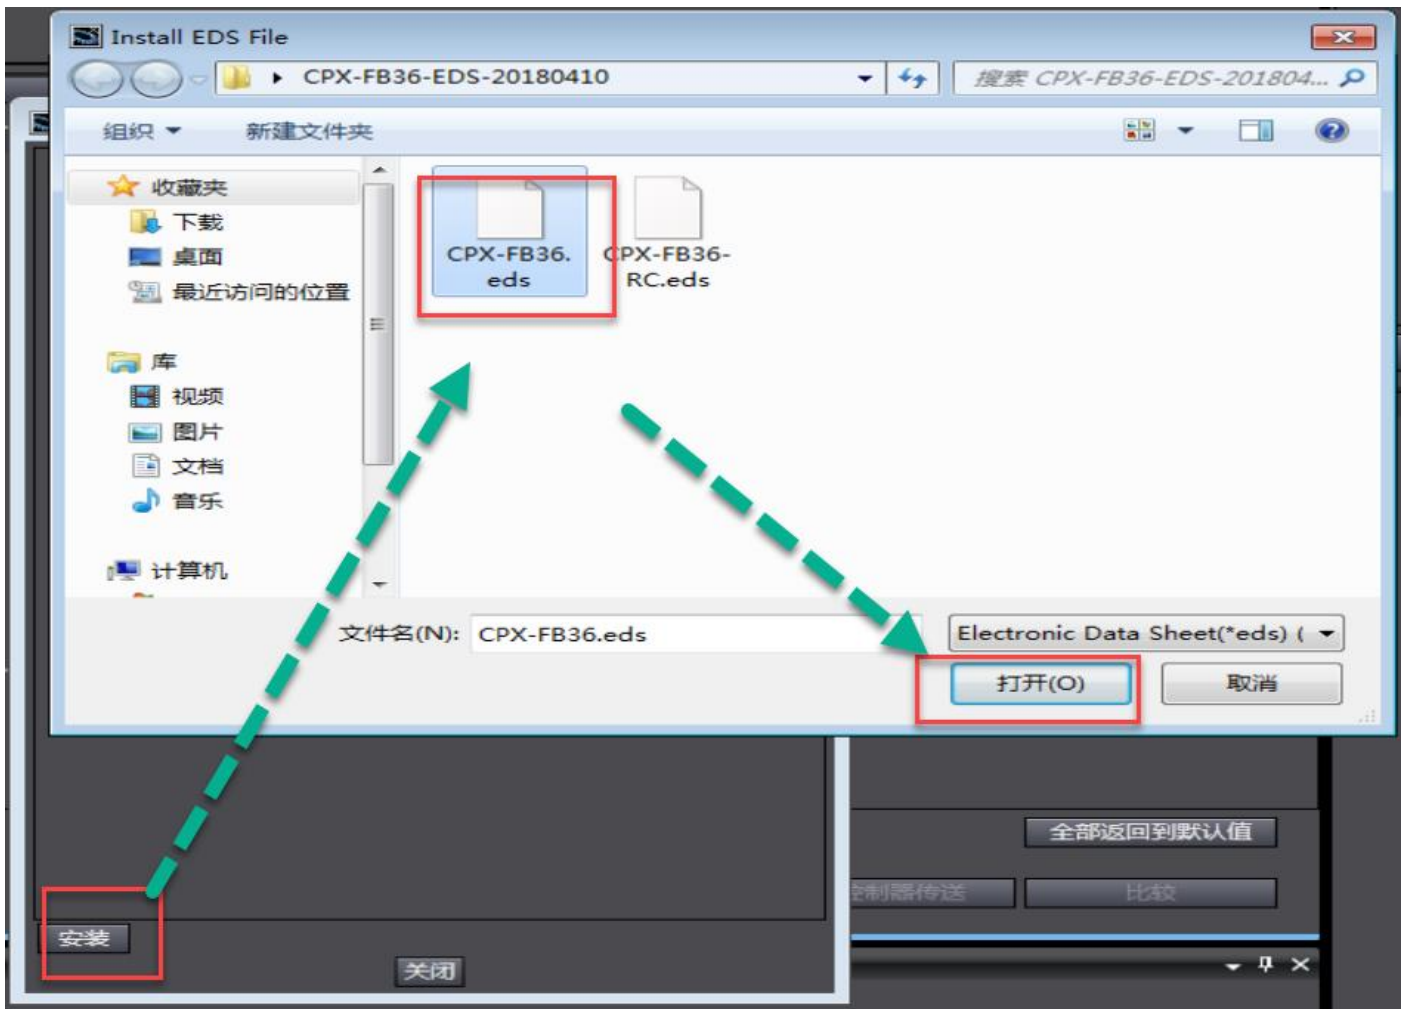 Install EDS File
CPX-FB36-EDS-20180410
搜索 CPX-FB36-EDS-201804...
组织
新建文件夹
收藏夹
下载
桌面
最近访问的位置
库
视频
图片
文档
音乐
计算机
CPX-FB36.
eds
CPX-FB36-
RC.eds
文件名(N):
CPX-FB36.eds
Electronic Data Sheet(*eds) (
打开(O)
取消
全部返回到默认值
控制器传送
比较
安装
关闭